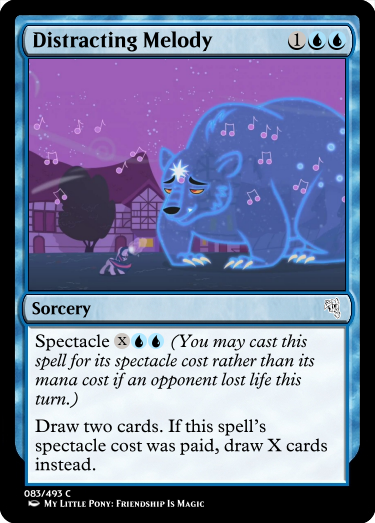 Distracting Melody 1
Sorcery
Spectacle X (You may cast this
spell for its spectacle cost rather than its
mana cost if an opponent lost life this
turn.)
Draw two cards. If this spell's
spectacle cost was paid, draw X cards
instead.
083/493 C
My Little Pony: Friendship Is Magic